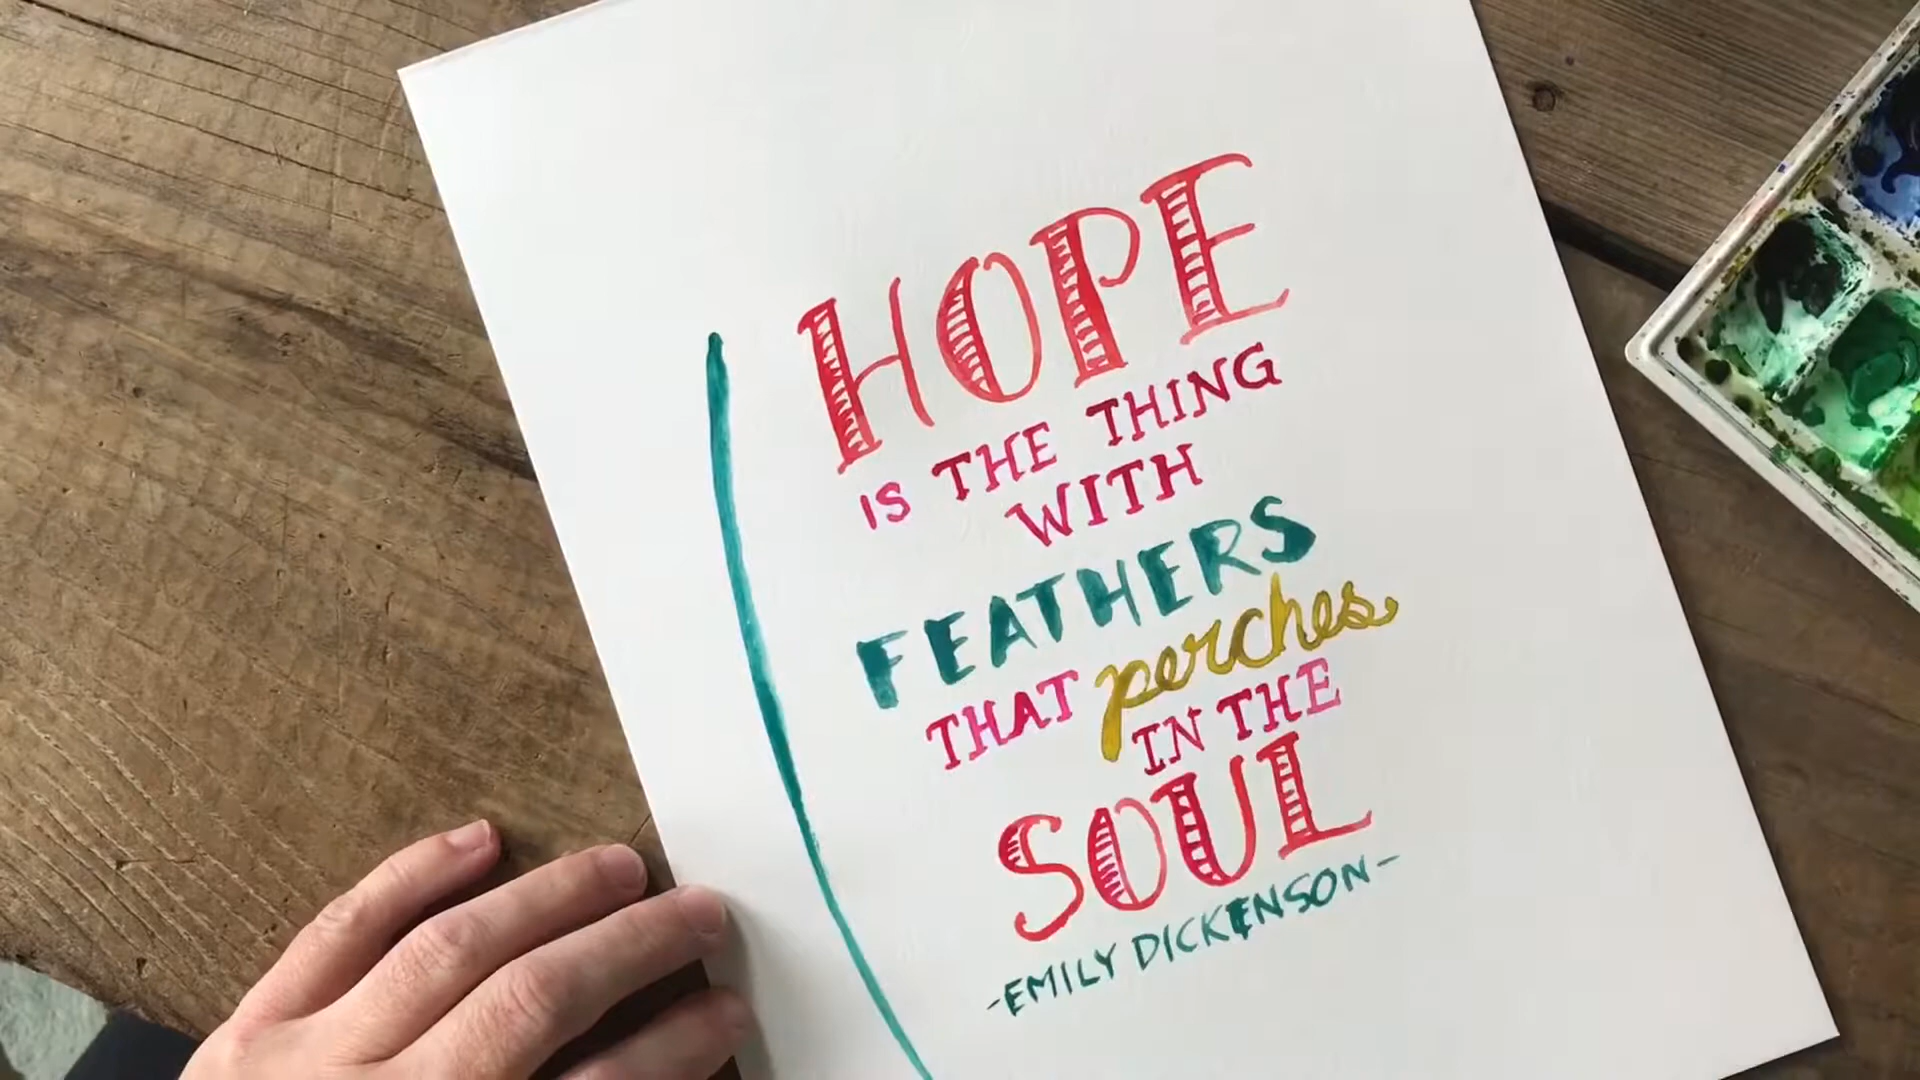 HOPE
IS THE THING
WITH
FEATHERS
THAT perches
IN THE
SOUL
-EMILY DICKENSON-